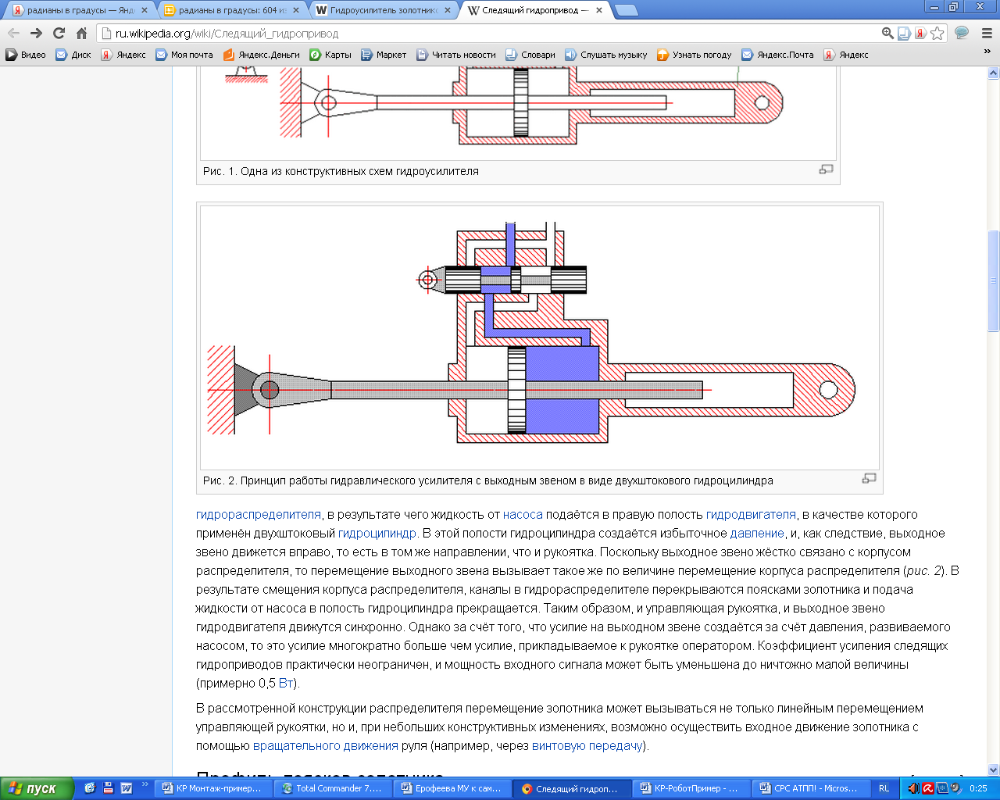 радианы в градусы — Янд
радианы в градусы: 604 из
Гидроусилитель золотнике
Следящий гидропривод —
ru.wikipedia.org/wiki/Следящий_гидропривод
Видео Диск Яндекс Моя почта Яндекс.Деньги Карты Маркет Читать новости Словари Слушать музыку Узнать погоду Яндекс.Почта Яндекс »
Рис. 1. Одна из конструктивных схем гидроусилителя
Рис. 2. Принцип работы гидравлического усилителя с выходным звеном в виде двухштокового гидроцилиндра
гидрораспределителя, в результате чего жидкость от насоса подаётся в правую полость гидродвигателя, в качестве которого
применён двухштоковый гидроцилиндр. В этой полости гидроцилиндра создаётся избыточное давление, и, как следствие, выходное
звено движется вправо, то есть в том же направлении, что и рукоятка. Поскольку выходное звено жёстко связано с корпусом
распределителя, то перемещение выходного звена вызывает такое же по величине перемещение корпуса распределителя (рис. 2). В
результате смещения корпуса распределителя, каналы в гидрораспределителе перекрываются поясками золотника и подача
жидкости от насоса в полость гидроцилиндра прекращается. Таким образом, и управляющая рукоятка, и выходное звено
гидродвигателя движутся синхронно. Однако за счёт того, что усилие на выходном звене создаётся за счёт давления, развиваемого
насосом, то это усилие многократно больше чем усилие, прикладываемое к рукоятке оператором. Коэффициент усиления следящих
гидроприводов практически неограничен, и мощность входного сигнала может быть уменьшена до ничтожно малой величины
(примерно 0,5 Вт).
В рассмотренной конструкции распределителя перемещение золотника может вызываться не только линейным перемещением
управляющей рукоятки, но и, при небольших конструктивных изменениях, возможно осуществить входное движение золотника с
помощью вращательного движения руля (например, через винтовую передачу).
пуск » КР Монтаж-пример... Total Commander 7.... Ерофеева МУ к сам... Следящий гидроп... КР-РоботПример - ... СРС АТПП! - Micros... RL 0:25